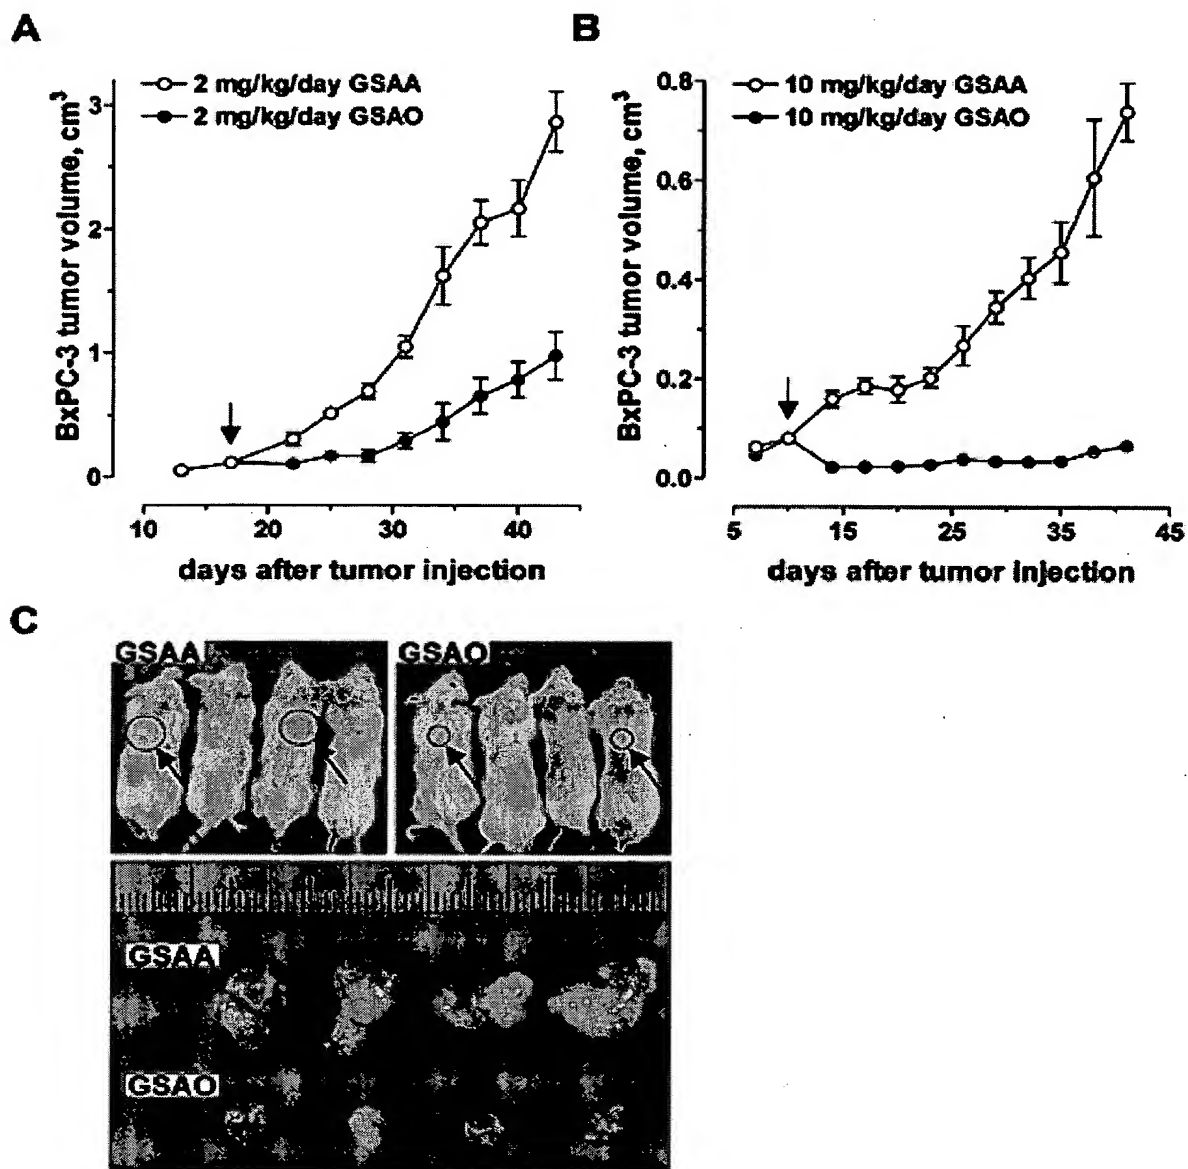 A
2 mg/kg/day GSAA
2 mg/kg/day GSAO
BxPC-3 tumor volume, cm³
3
2
1
0
10 20 30 40
days after tumor injection
B
10 mg/kg/day GSAA
10 mg/kg/day GSAO
BxPC-3 tumor volume, cm³
0.8
0.6
0.4
0.2
0.0
5 15 25 35 45
days after tumor injection
C
GSAA
GSAO
GSAA
GSAO